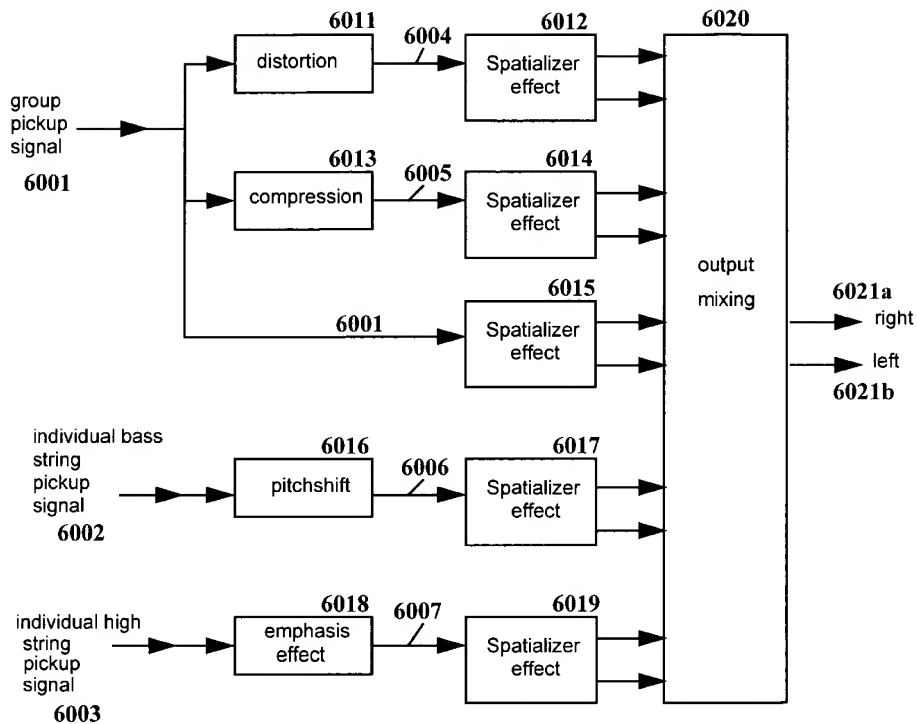 6011
6004
6012
6020
distortion
Spatializer
effect
group
pickup
signal
6001
6013
6005
6014
compression
Spatializer
effect
output
mixing
6015
6001
Spatializer
effect
6021a
right
left
6021b
individual bass
string
pickup
signal
6002
6016
6006
6017
pitchshift
Spatializer
effect
individual high
string
pickup
signal
6003
6018
6007
6019
emphasis
effect
Spatializer
effect